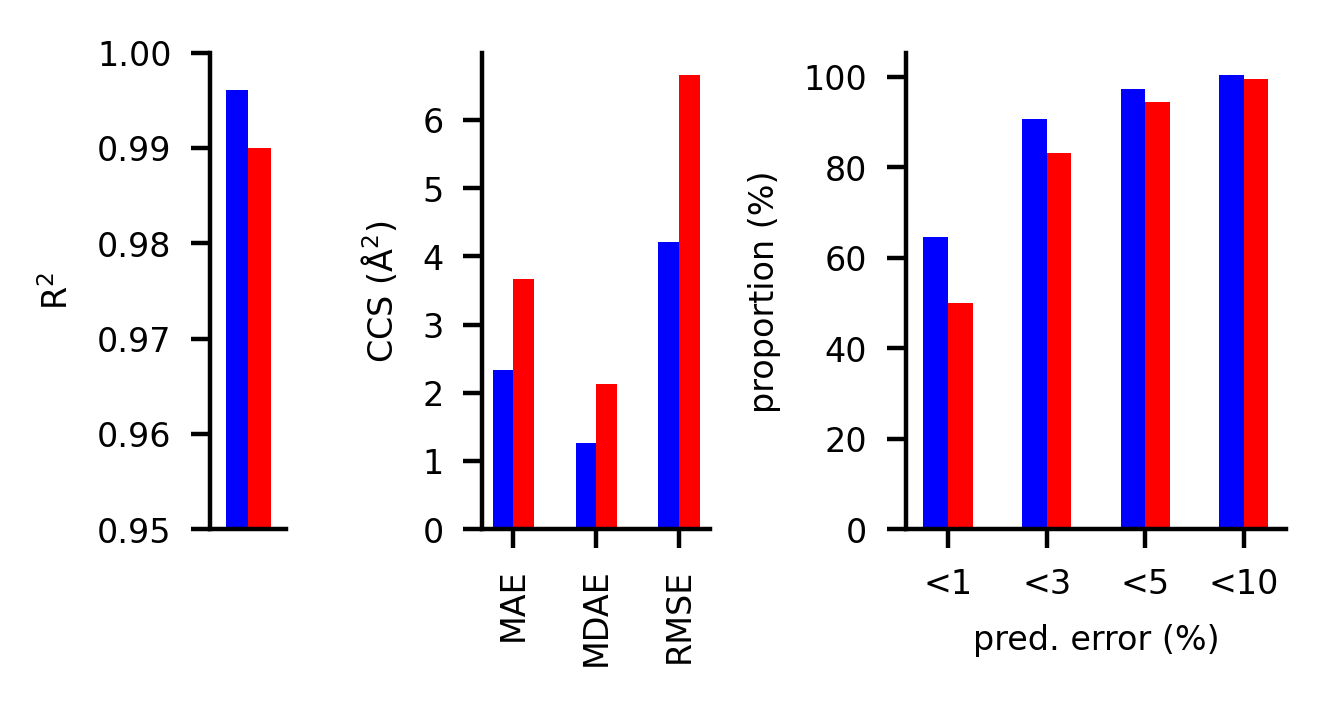 R²
1.00
0.99
0.98
0.97
0.96
0.95
CCS (Å²)
6
5
4
3
2
1
0
MAE
MDAE
RMSE
proportion (%)
100
80
60
40
20
0
<1 <3 <5 <10
pred. error (%)